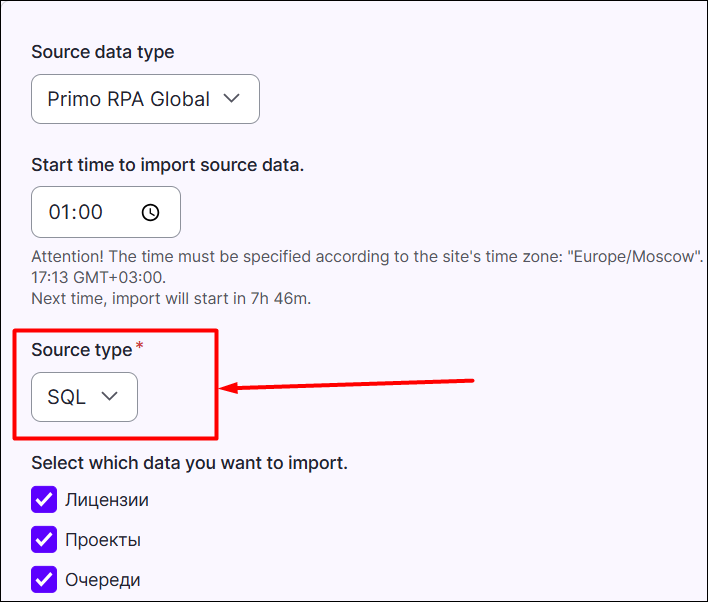 Source data type
Primo RPA Global
Start time to import source data.
01:00
Attention! The time must be specified according to the site's time zone: "Europe/Moscow".
17:13 GMT+03:00.
Next time, import will start in 7h 46m.
Source type*
SQL
Select which data you want to import.
Лицензии
Проекты
Очереди